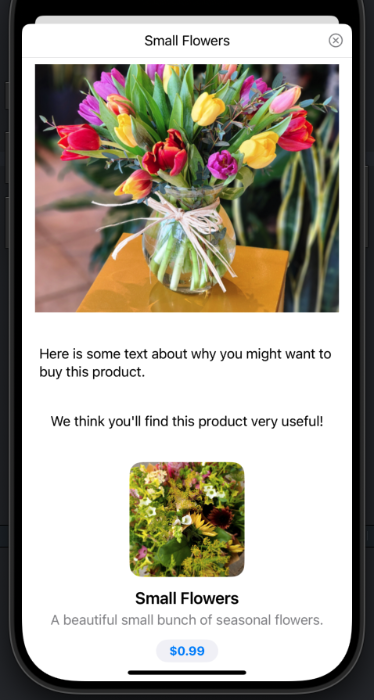 Small Flowers
Here is some text about why you might want to
buy this product.
We think you'll find this product very useful!
Small Flowers
A beautiful small bunch of seasonal flowers.
$0.99